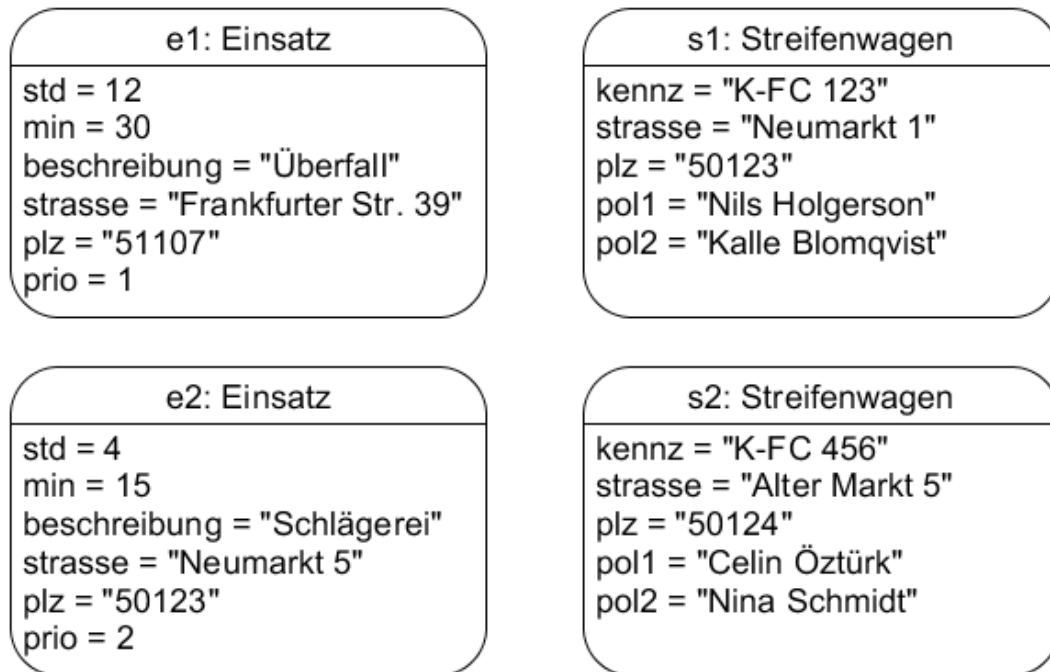 e1: Einsatz
std = 12
min = 30
beschreibung = "Überfall"
strasse = "Frankfurter Str. 39"
plz = "51107"
prio = 1
s1: Streifenwagen
kennz = "K-FC 123"
strasse = "Neumarkt 1"
plz = "50123"
pol1 = "Nils Holgerson"
pol2 = "Kalle Blomqvist"
e2: Einsatz
std = 4
min = 15
beschreibung = "Schlägerei"
strasse = "Neumarkt 5"
plz = "50123"
prio = 2
s2: Streifenwagen
kennz = "K-FC 456"
strasse = "Alter Markt 5"
plz = "50124"
pol1 = "Celin Öztürk"
pol2 = "Nina Schmidt"